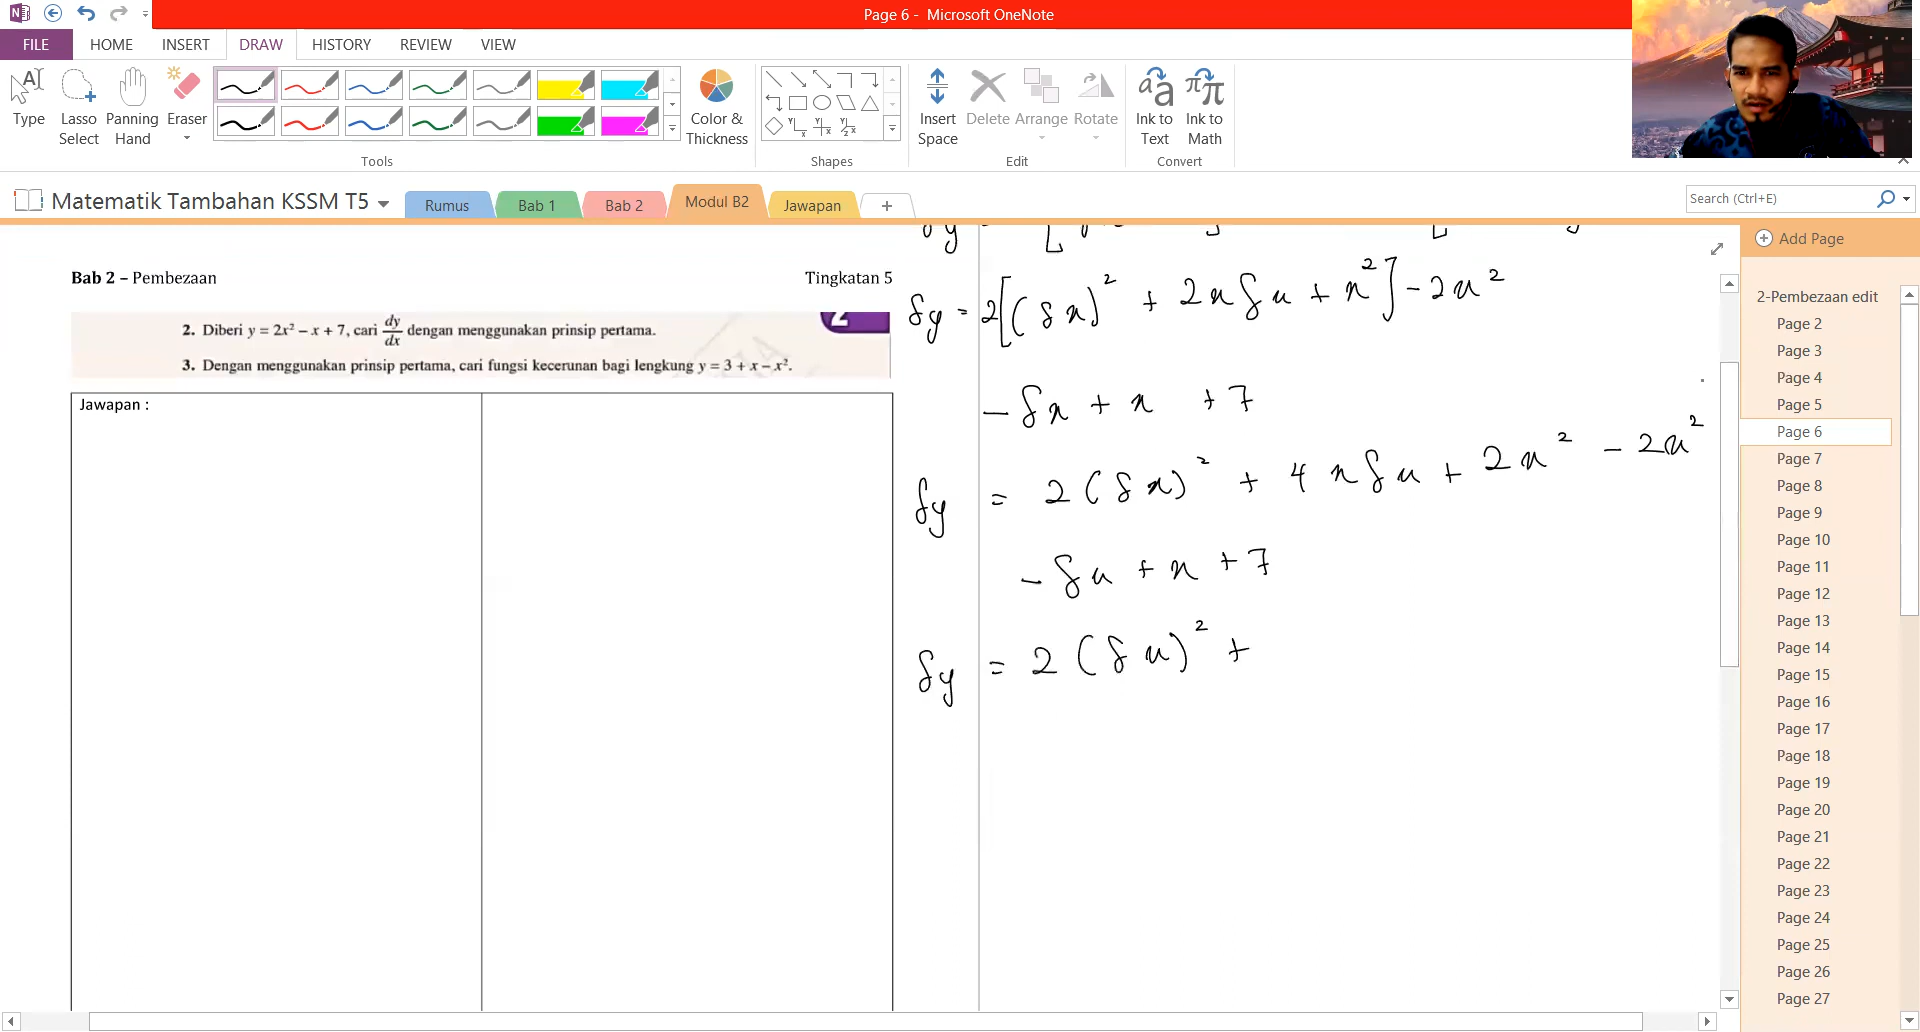 Page 6 - Microsoft OneNote
FILE HOME INSERT DRAW HISTORY REVIEW VIEW
Type
Lasso Select
Panning Hand
Eraser
Color & Thickness
Insert Space
Delete
Arrange
Rotate
Ink to Text
Ink to Math
Tools
Shapes
Edit
Convert
Matematik Tambahan KSSM T5
Rumus
Bab 1
Bab 2
Modul B2
Jawapan
Search (Ctrl+E)
Bab 2 – Pembezaan
Tingkatan 5
2. Diberi y = 2x² – x + 7, cari dy/dx dengan menggunakan prinsip pertama.
3. Dengan menggunakan prinsip pertama, cari fungsi kecerunan bagi lengkung y = 3 + x – x².
Jawapan :
δy = 2[(δx)² + 2xδx + x²] - 2x²
- δx + x + 7
δy = 2(δx)² + 4xδx + 2x² - 2x²
- δx + x + 7
δy = 2(δx)² +
Add Page
2-Pembezaan edit
Page 2
Page 3
Page 4
Page 5
Page 6
Page 7
Page 8
Page 9
Page 10
Page 11
Page 12
Page 13
Page 14
Page 15
Page 16
Page 17
Page 18
Page 19
Page 20
Page 21
Page 22
Page 23
Page 24
Page 25
Page 26
Page 27